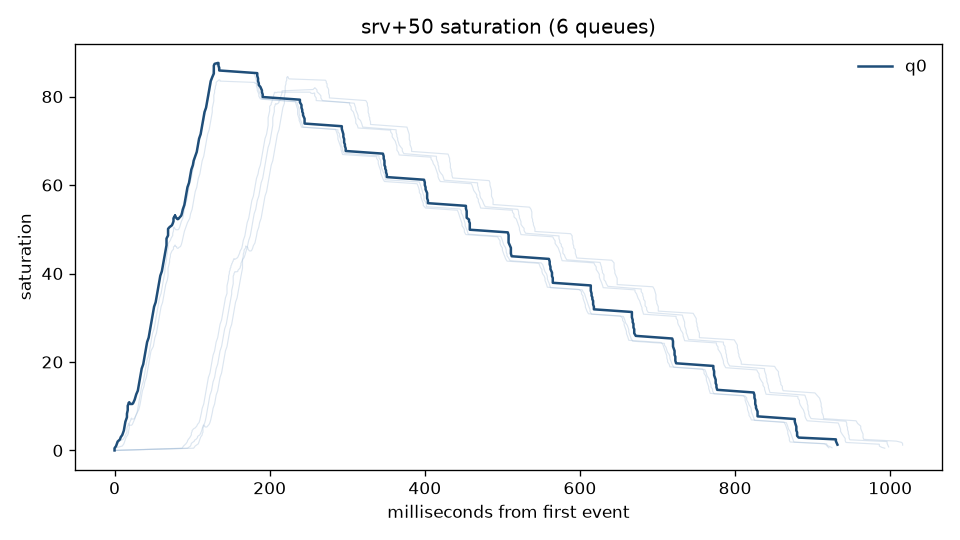 srv+50 saturation (6 queues)
q0
saturation
80
60
40
20
0
0 200 400 600 800 1000
milliseconds from first event